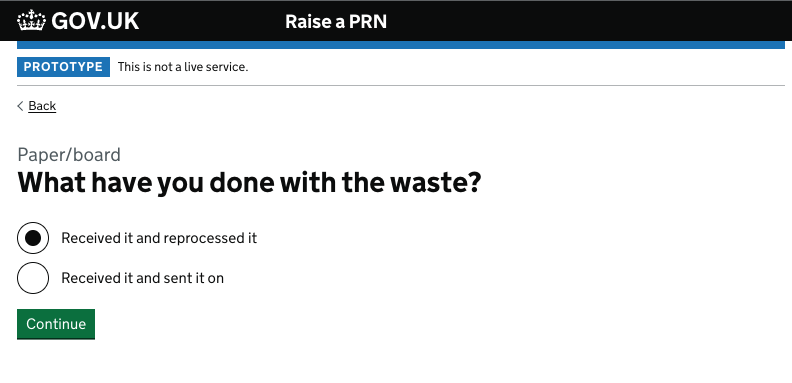 GOV.UK Raise a PRN
PROTOTYPE This is not a live service.
Back
Paper/board
What have you done with the waste?
Received it and reprocessed it
Received it and sent it on
Continue